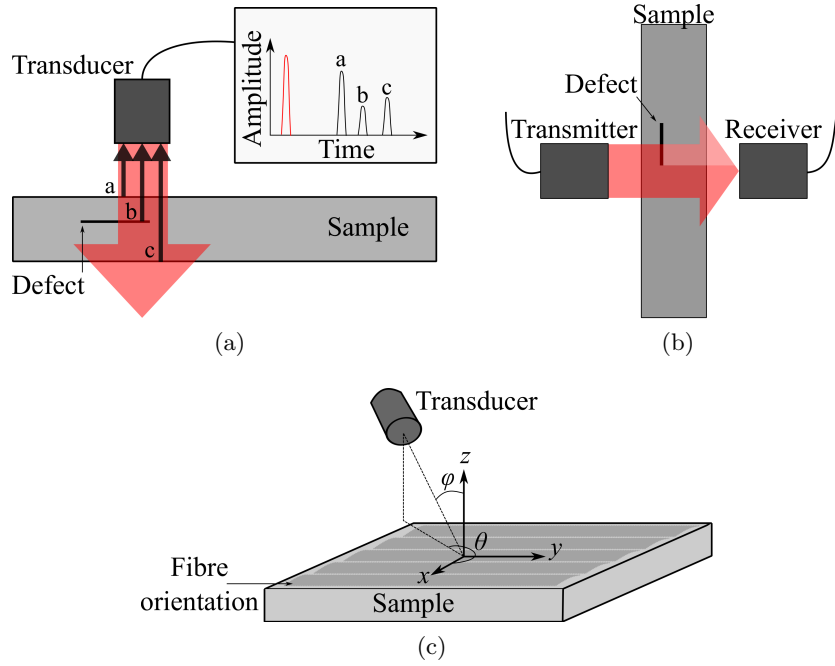 Transducer
Amplitude
a
b
c
Time
a
b
c
Sample
Defect
(a)
Sample
Defect
Transmitter
Receiver
(b)
Transducer
z
φ
θ
y
x
Fibre
orientation
Sample
(c)